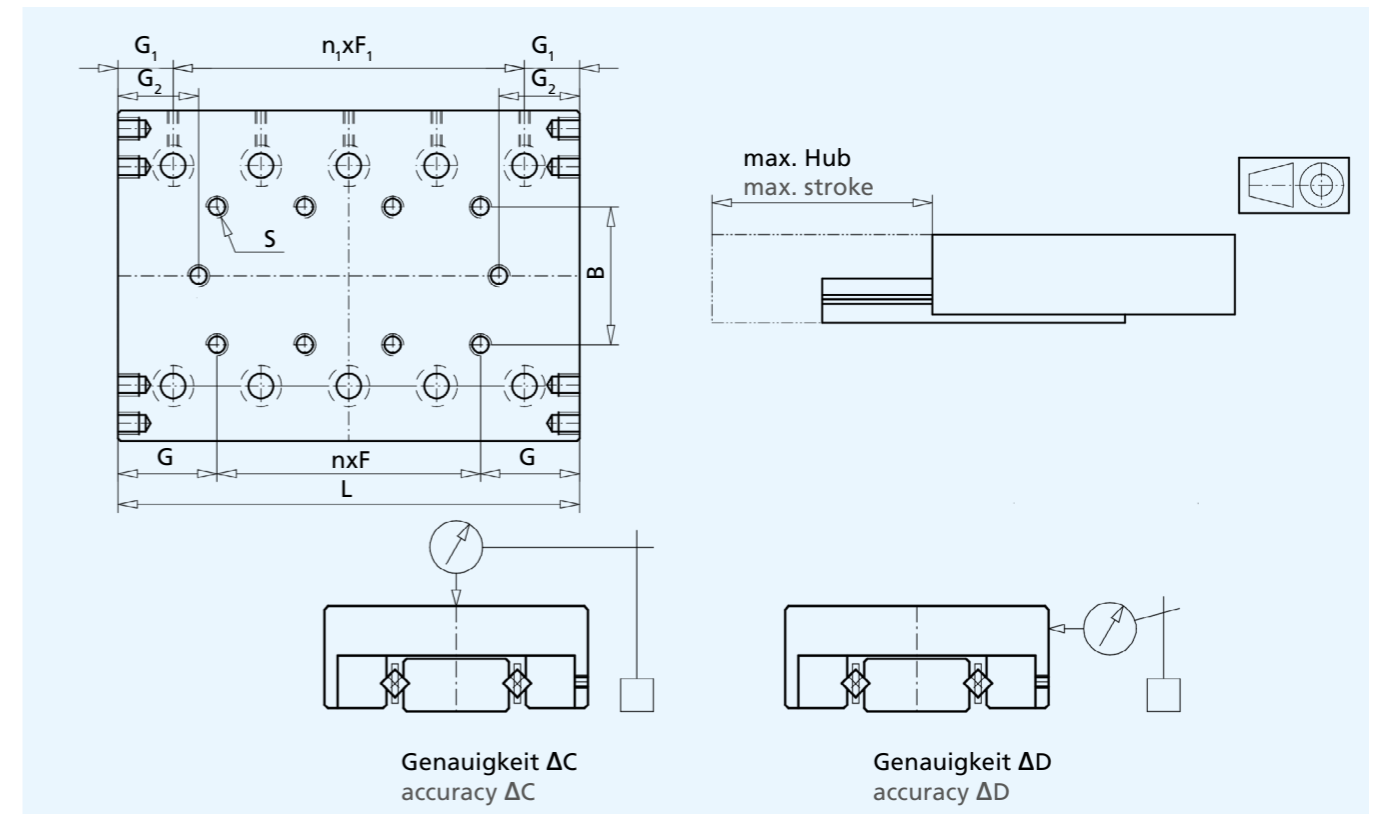 G₁ n₁xF₁ G₁
G₂ G₂
max. Hub
max. stroke
S
B
G nxF G
L
Genauigkeit ΔC
accuracy ΔC
Genauigkeit ΔD
accuracy ΔD